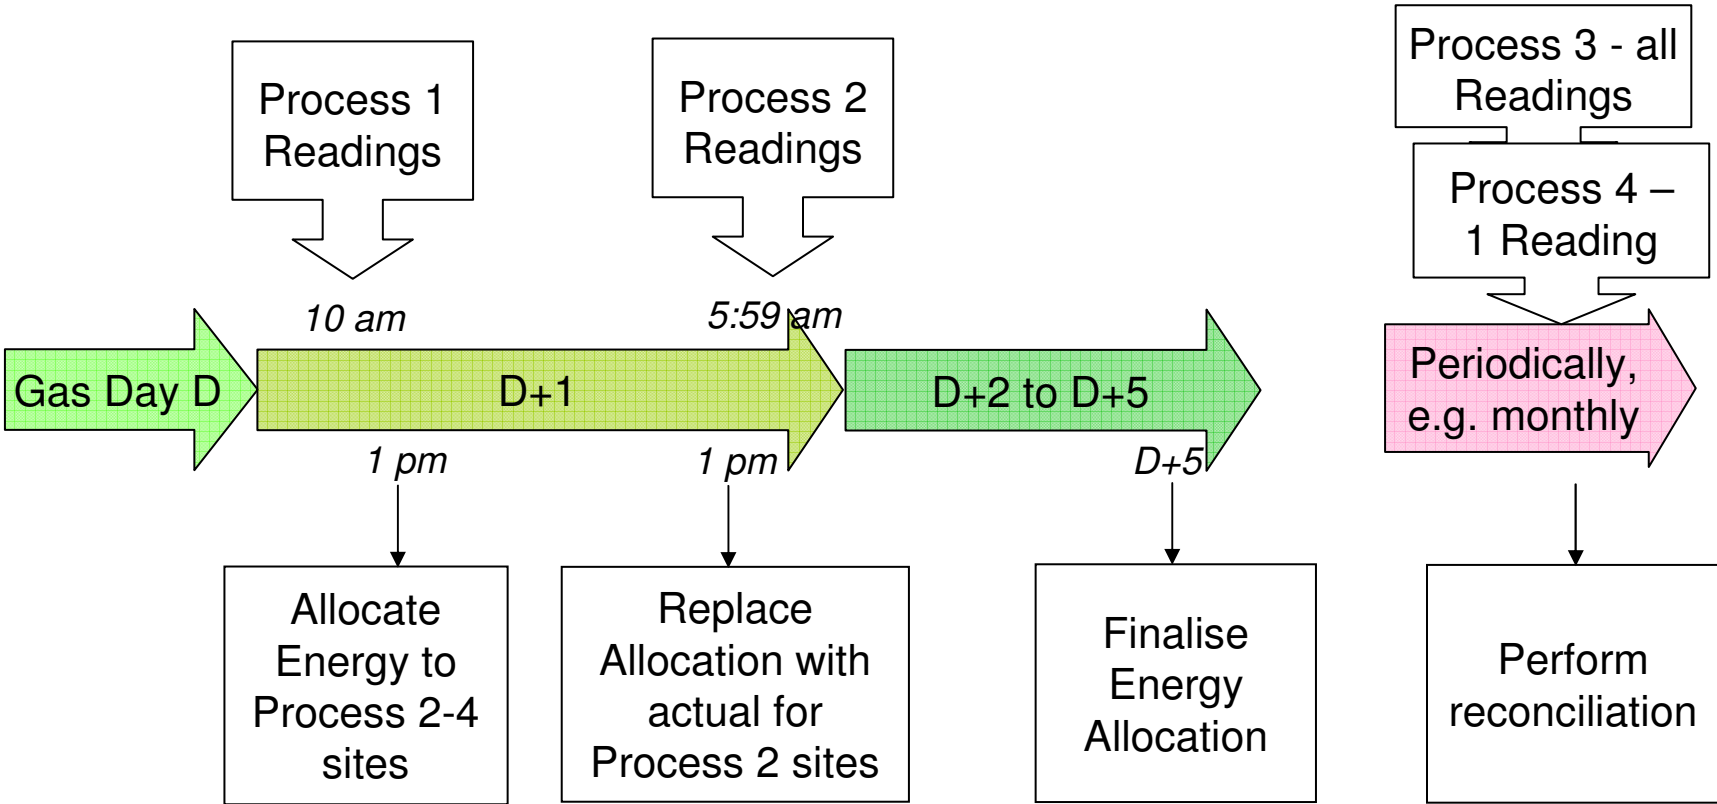 Process 1
Readings
Process 2
Readings
Process 3 - all
Readings
Process 4 –
1 Reading
10 am
5:59 am
Gas Day D
D+1
D+2 to D+5
Periodically,
e.g. monthly
1 pm
1 pm
D+5
Allocate
Energy to
Process 2-4
sites
Replace
Allocation with
actual for
Process 2 sites
Finalise
Energy
Allocation
Perform
reconciliation